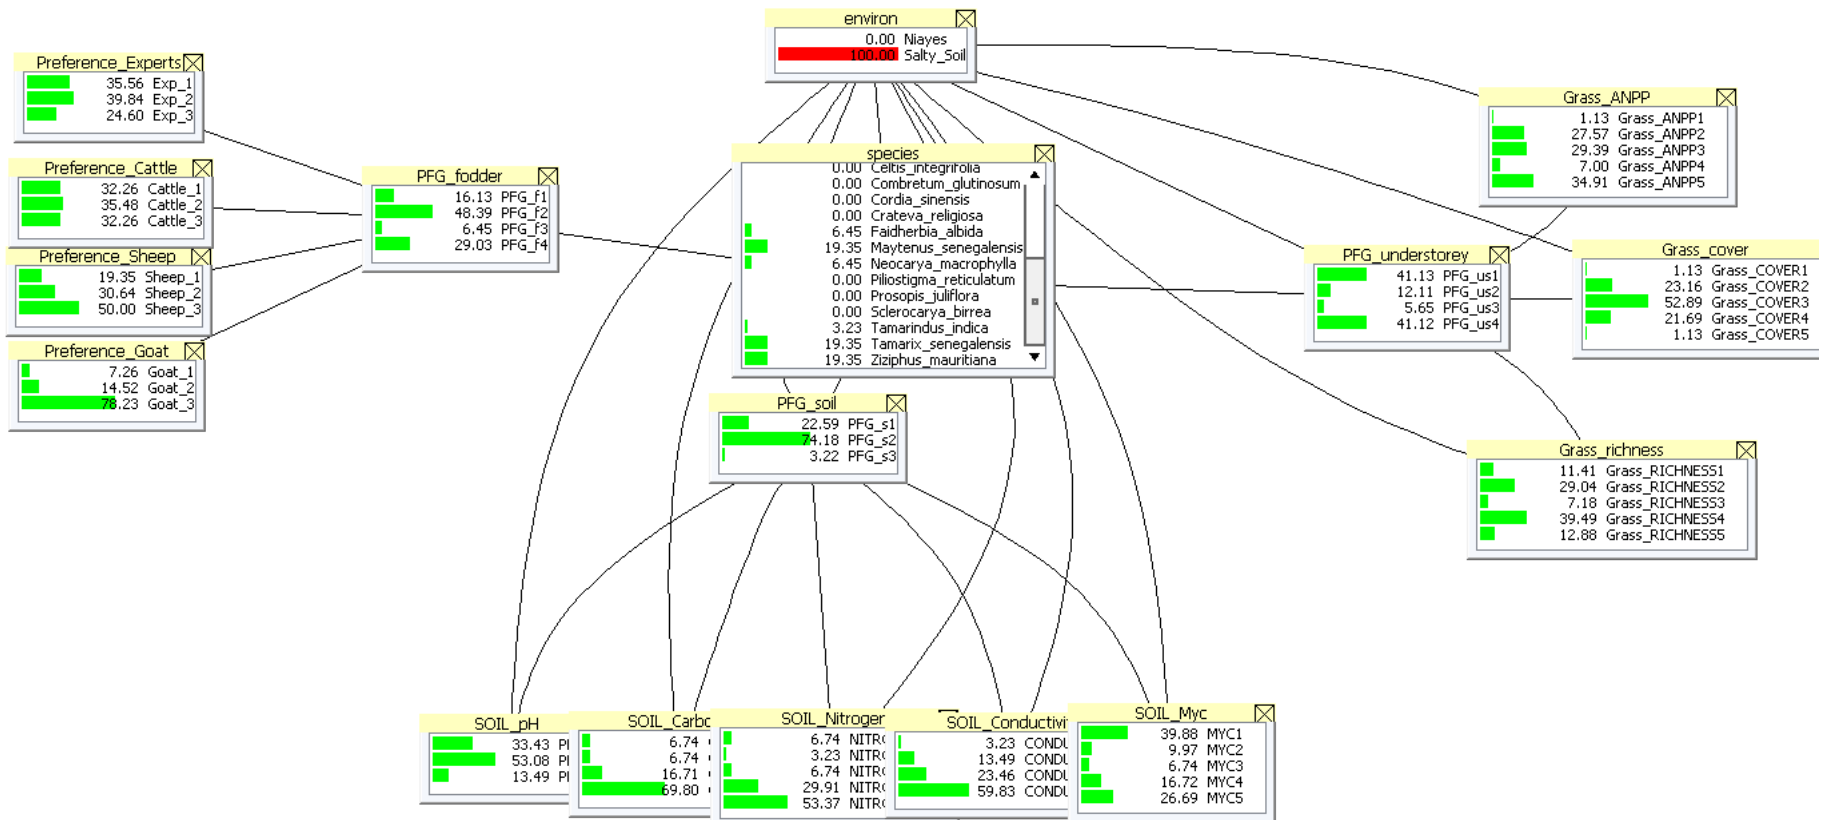 environ
0.00 Niayes
100.00 Salty_Soil
Preference_Experts
35.56 Exp_1
39.84 Exp_2
24.60 Exp_3
Preference_Cattle
32.26 Cattle_1
35.48 Cattle_2
32.26 Cattle_3
Preference_Sheep
19.35 Sheep_1
30.64 Sheep_2
50.00 Sheep_3
Preference_Goat
7.26 Goat_1
14.52 Goat_2
78.23 Goat_3
PFG_fodder
16.13 PFG_f1
48.39 PFG_f2
6.45 PFG_f3
29.03 PFG_f4
species
0.00 Celtis_integrifolia
0.00 Combretum_glutinosum
0.00 Cordia_sinensis
0.00 Crateva_religiosa
6.45 Faidherbia_albida
19.35 Maytenus_senegalensis
6.45 Neocarya_macrophylla
0.00 Piliostigma_reticulatum
0.00 Prosopis_juliflora
0.00 Sclerocarya_birrea
3.23 Tamarindus_indica
19.35 Tamarix_senegalensis
19.35 Ziziphus_mauritiana
PFG_soil
22.59 PFG_s1
74.18 PFG_s2
3.22 PFG_s3
Grass_ANPP
1.13 Grass_ANPP1
27.57 Grass_ANPP2
29.39 Grass_ANPP3
7.00 Grass_ANPP4
34.91 Grass_ANPP5
PFG_understorey
41.13 PFG_us1
12.11 PFG_us2
5.65 PFG_us3
41.12 PFG_us4
Grass_cover
1.13 Grass_COVER1
23.16 Grass_COVER2
52.89 Grass_COVER3
21.69 Grass_COVER4
1.13 Grass_COVER5
Grass_richness
11.41 Grass_RICHNESS1
29.04 Grass_RICHNESS2
7.18 Grass_RICHNESS3
39.49 Grass_RICHNESS4
12.88 Grass_RICHNESS5
SOIL_pH
33.43
53.08
13.49
SOIL_Carbo
6.74
6.74
16.71
69.80
SOIL_Nitrogen
6.74 NITR
3.23 NITR
6.74 NITR
29.91 NITR
53.37 NITR
SOIL_Conductivi
3.23 COND
13.49 COND
23.46 COND
59.83 COND
SOIL_Myc
39.88 MYC1
9.97 MYC2
6.74 MYC3
16.72 MYC4
26.69 MYC5